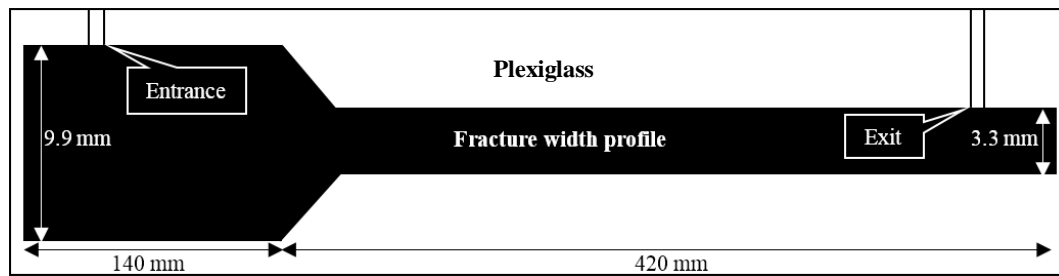 Plexiglass
Entrance
9.9 mm
Fracture width profile
Exit
3.3 mm
140 mm
420 mm